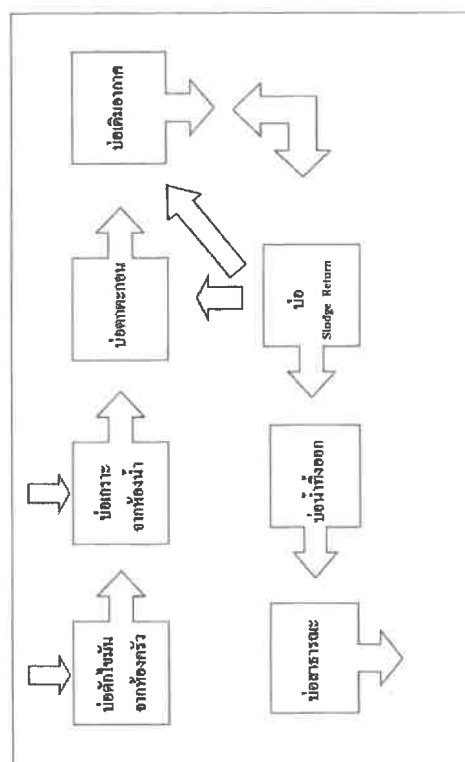 บ่อดักไขมัน
จากห้องครัว
บ่อเกรอะ
จากห้องน้ำ
บ่อตกตะกอน
บ่อเติมอากาศ
บ่อ
Sludge Return
บ่อน้ำทิ้งออก
บ่อสาธารณะ